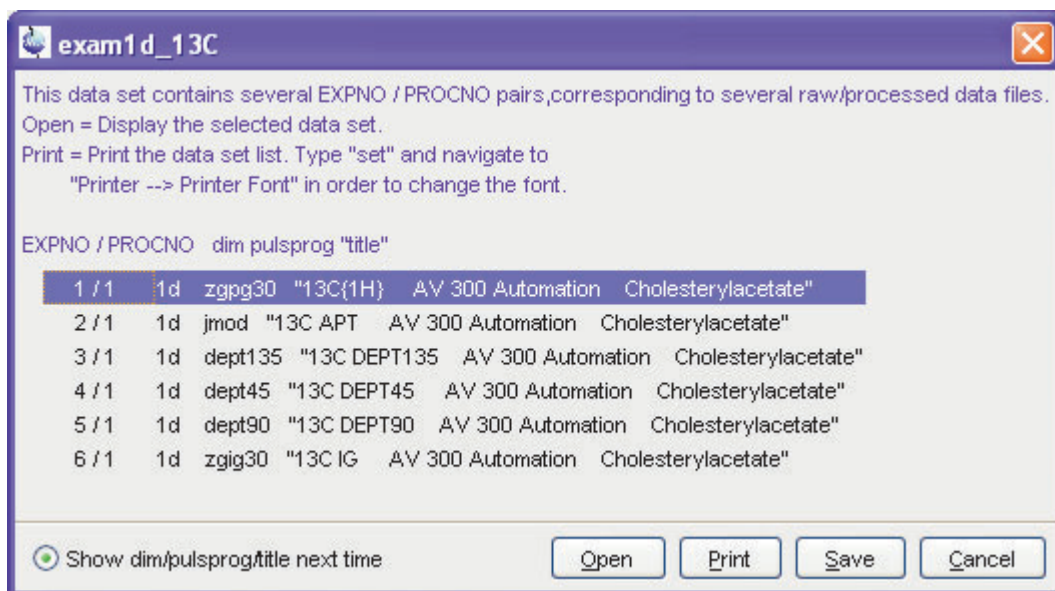 exam1d_13C
This data set contains several EXPNO / PROCNO pairs,corresponding to several raw/processed data files.
Open = Display the selected data set.
Print = Print the data set list. Type "set" and navigate to
"Printer --> Printer Font" in order to change the font.
EXPNO / PROCNO dim pulsprog "title"
1 / 1 1d zgpg30 "13C{1H} AV 300 Automation Cholesterylacetate"
2 / 1 1d jmod "13C APT AV 300 Automation Cholesterylacetate"
3 / 1 1d dept135 "13C DEPT135 AV 300 Automation Cholesterylacetate"
4 / 1 1d dept45 "13C DEPT45 AV 300 Automation Cholesterylacetate"
5 / 1 1d dept90 "13C DEPT90 AV 300 Automation Cholesterylacetate"
6 / 1 1d zgig30 "13C IG AV 300 Automation Cholesterylacetate"
Show dim/pulsprog/title next time Open Print Save Cancel